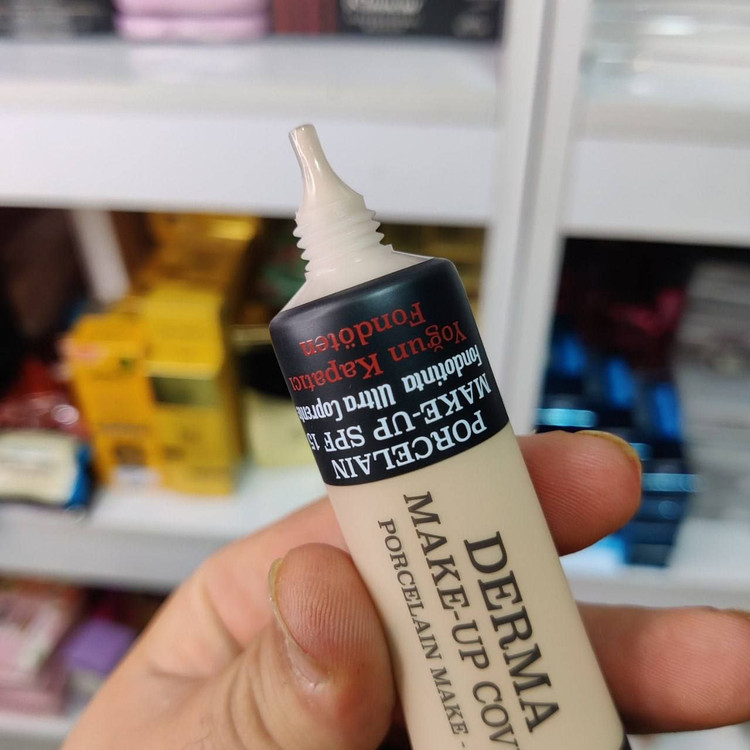 PORCELAIN
MAKE-UP SPF 15
Fondotinta Ultra Coprente
Yoğun Kapatıcı
Fondöten
DERMA
MAKE-UP COV
PORCELAIN MAKE -